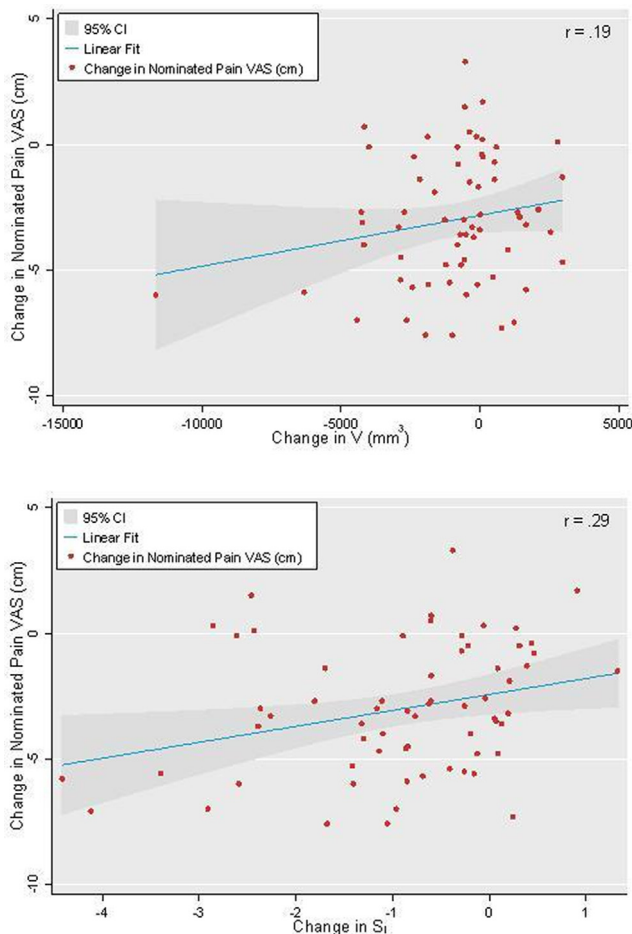 5
95% CI
Linear Fit
Change in Nominated Pain VAS (cm)
r = .19
Change in Nominated Pain VAS (cm)
0
-5
-10
-15000
-10000
-5000
0
5000
Change in V (mm³)
5
95% CI
Linear Fit
Change in Nominated Pain VAS (cm)
r = .29
Change in Nominated Pain VAS (cm)
0
-5
-10
-4
-3
-2
-1
0
1
Change in Sᵢ